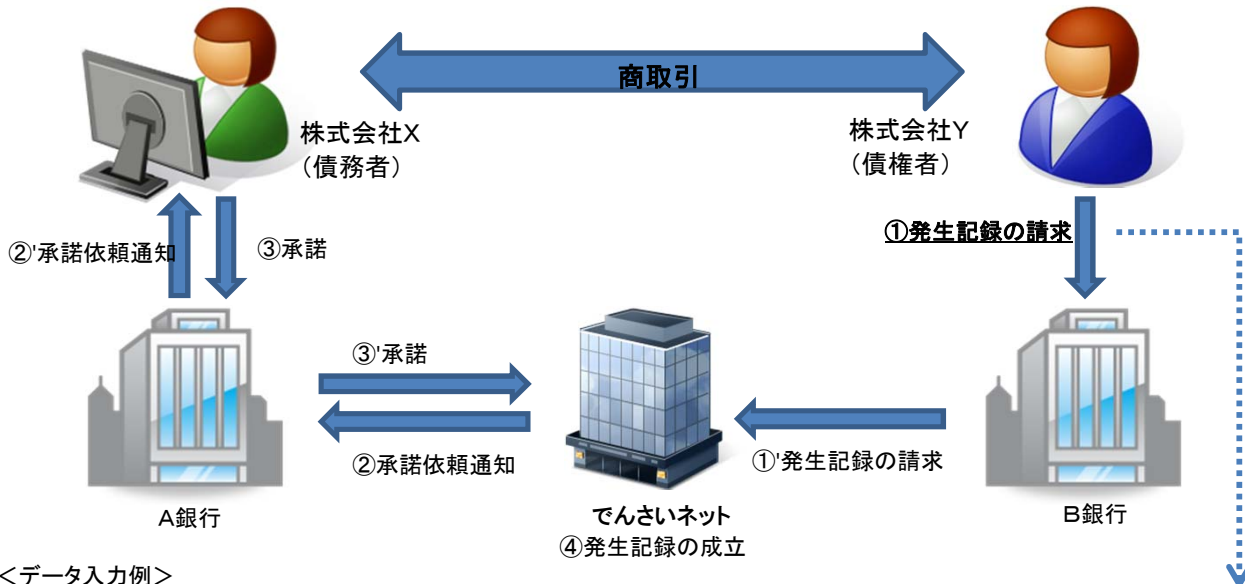 商取引
株式会社X
（債務者）
株式会社Y
（債権者）
①発生記録の請求
②'承諾依頼通知
③承諾
③'承諾
②承諾依頼通知
①'発生記録の請求
A銀行
でんさいネット
④発生記録の成立
B銀行
＜データ入力例＞